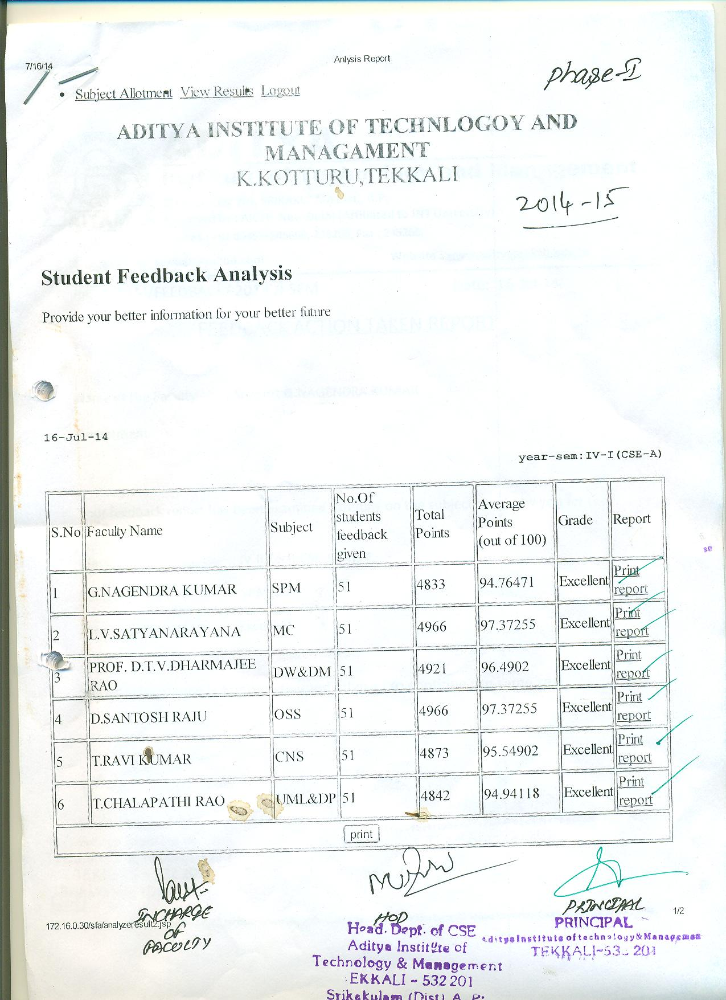 7/16/14
Anlysis Report
phase-II
• Subject Allotment View Results Logout
ADITYA INSTITUTE OF TECHNLOGOY AND
MANAGAMENT
K.KOTTURU,TEKKALI
2014-15
Student Feedback Analysis
Provide your better information for your better future
16-Jul-14
year-sem:IV-I(CSE-A)
S.No Faculty Name Subject No.Of students feedback given Total Points Average Points (out of 100) Grade Report
1 G.NAGENDRA KUMAR SPM 51 4833 94.76471 Excellent Print report
2 L.V.SATYANARAYANA MC 51 4966 97.37255 Excellent Print report
3 PROF. D.T.V.DHARMAJEE RAO DW&DM 51 4921 96.4902 Excellent Print report
4 D.SANTOSH RAJU OSS 51 4966 97.37255 Excellent Print report
5 T.RAVI KUMAR CNS 51 4873 95.54902 Excellent Print report
6 T.CHALAPATHI RAO UML&DP 51 4842 94.94118 Excellent Print report
print
INCHARGE
OF
FACULTY
HOD
PRINCIPAL
172.16.0.30/sfa/analyzeresult2.jsp
1/2
Head. Dept. of CSE
Aditya Institute of
Technology & Management
EKKALI - 532 201
Srikakulam (Dist) A. P.
PRINCIPAL
Aditya Institute of technology & Managemen
TEKKALI-53 201